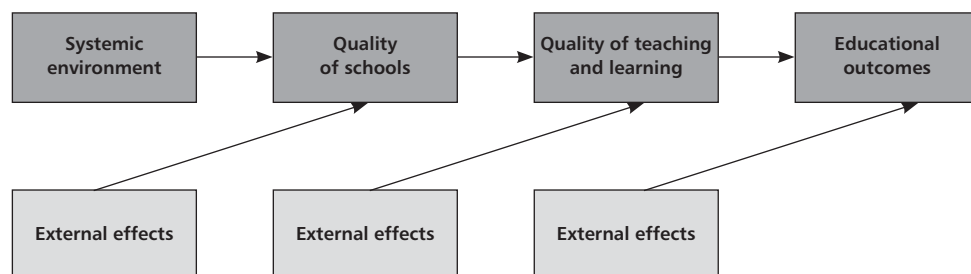 Systemic
environment
Quality
of schools
Quality of teaching
and learning
Educational
outcomes
External effects
External effects
External effects